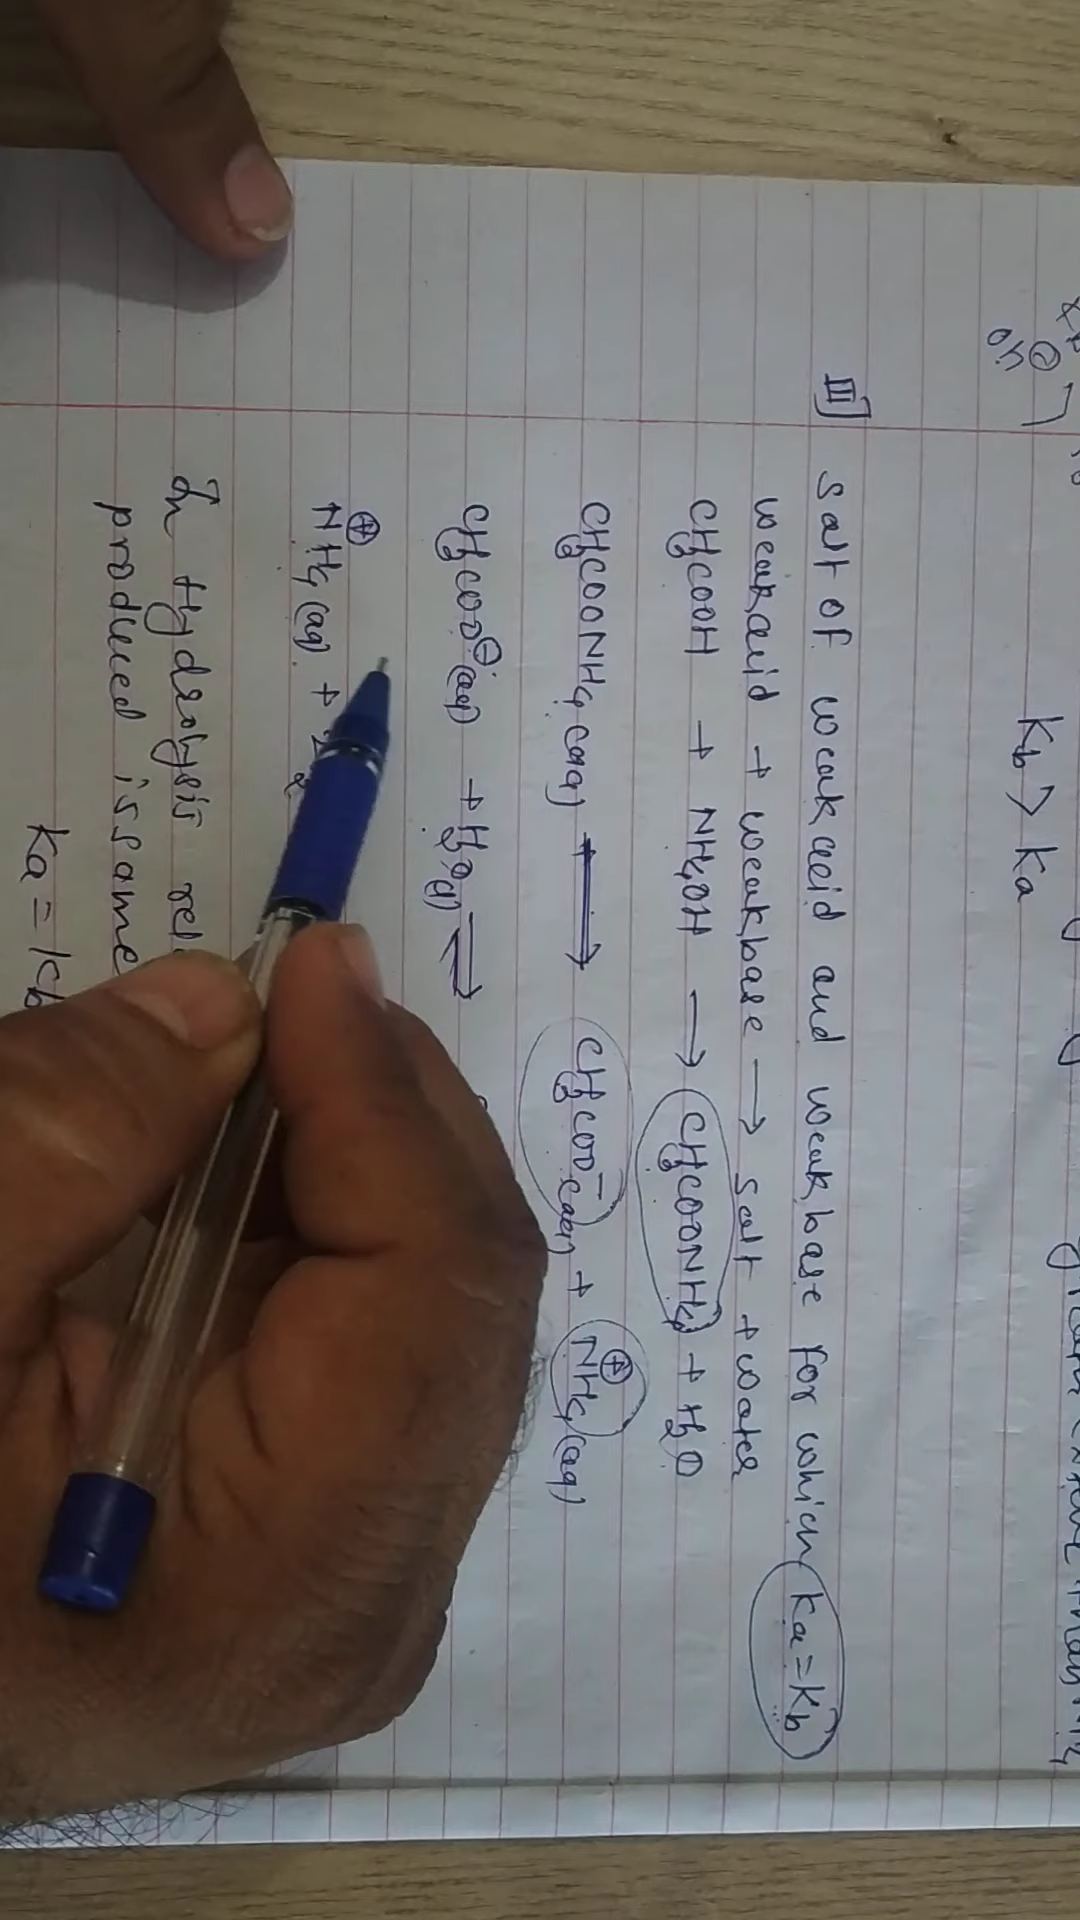 OH⊖
Kb > Ka
III] Salt of weak acid and weak base for which Ka = Kb
weak acid + weak base → salt + water
CH3COOH + NH4OH → CH3COONH4 + H2O
CH3COONH4(aq) → CH3COO⁻(aq) + NH4⊕(aq)
CH3COO⊖(aq) + H2O(l) ⇌
NH4⊕(aq) +
In Hydrolysis
produced is same
Ka = Kb